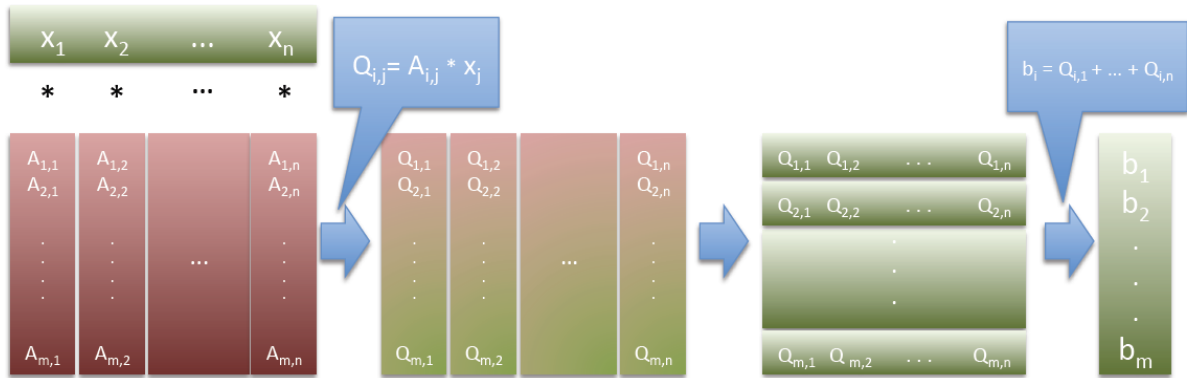 x₁ x₂ ... xₙ
* * ... *
Qᵢ,ⱼ= Aᵢ,ⱼ * xⱼ
bᵢ = Qᵢ,₁ + ... + Qᵢ,ₙ
A₁,₁ A₁,₂ A₁,ₙ
A₂,₁ A₂,₂ A₂,ₙ
. . ... .
. . .
. . .
. . .
Aₘ,₁ Aₘ,₂ Aₘ,ₙ
Q₁,₁ Q₁,₂ Q₁,ₙ
Q₂,₁ Q₂,₂ Q₂,ₙ
. . ... .
. . .
. . .
. . .
Qₘ,₁ Qₘ,₂ Qₘ,ₙ
Q₁,₁ Q₁,₂ . . . Q₁,ₙ
Q₂,₁ Q₂,₂ . . . Q₂,ₙ
.
.
.
Qₘ,₁ Q ₘ,₂ . . . Qₘ,ₙ
b₁
b₂
.
.
.
bₘ